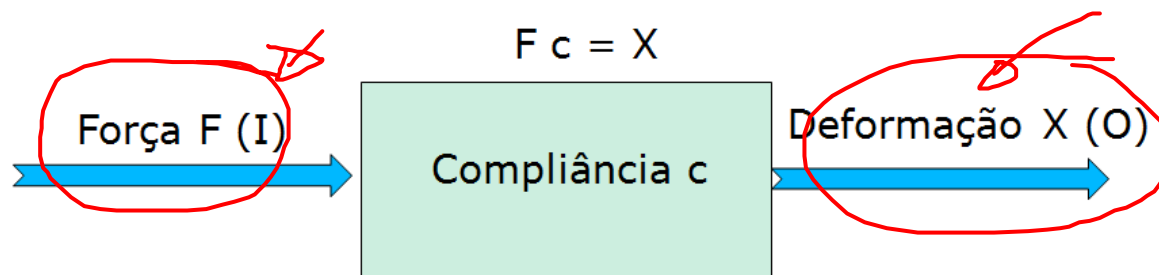 F c = X
Força F (I)
Deformação X (O)
Compliância c